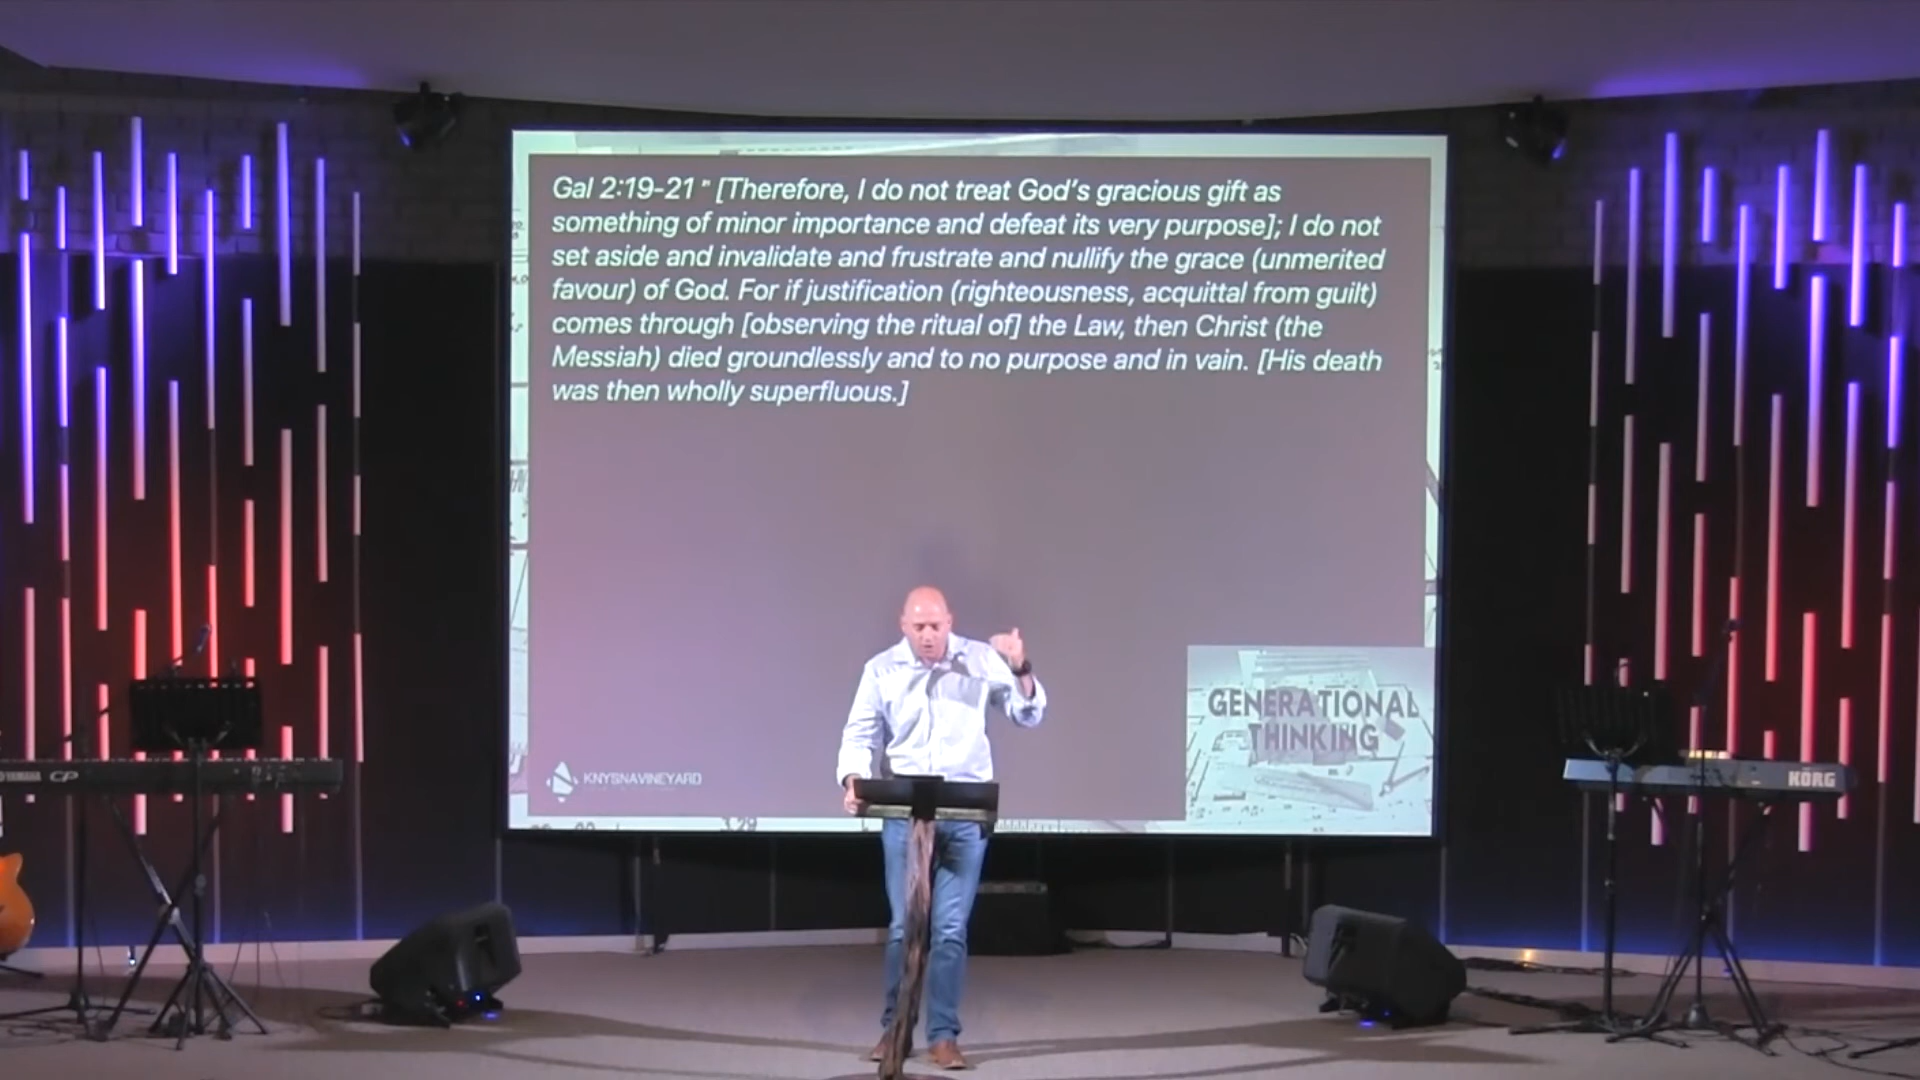 Gal 2:19-21 " [Therefore, I do not treat God's gracious gift as
something of minor importance and defeat its very purpose]; I do not
set aside and invalidate and frustrate and nullify the grace (unmerited
favour) of God. For if justification (righteousness, acquittal from guilt)
comes through [observing the ritual of] the Law, then Christ (the
Messiah) died groundlessly and to no purpose and in vain. [His death
was then wholly superfluous.]
GENERATIONAL
THINKING
KNYSNAVINEYARD
YAMAHA CP
KORG
3.29